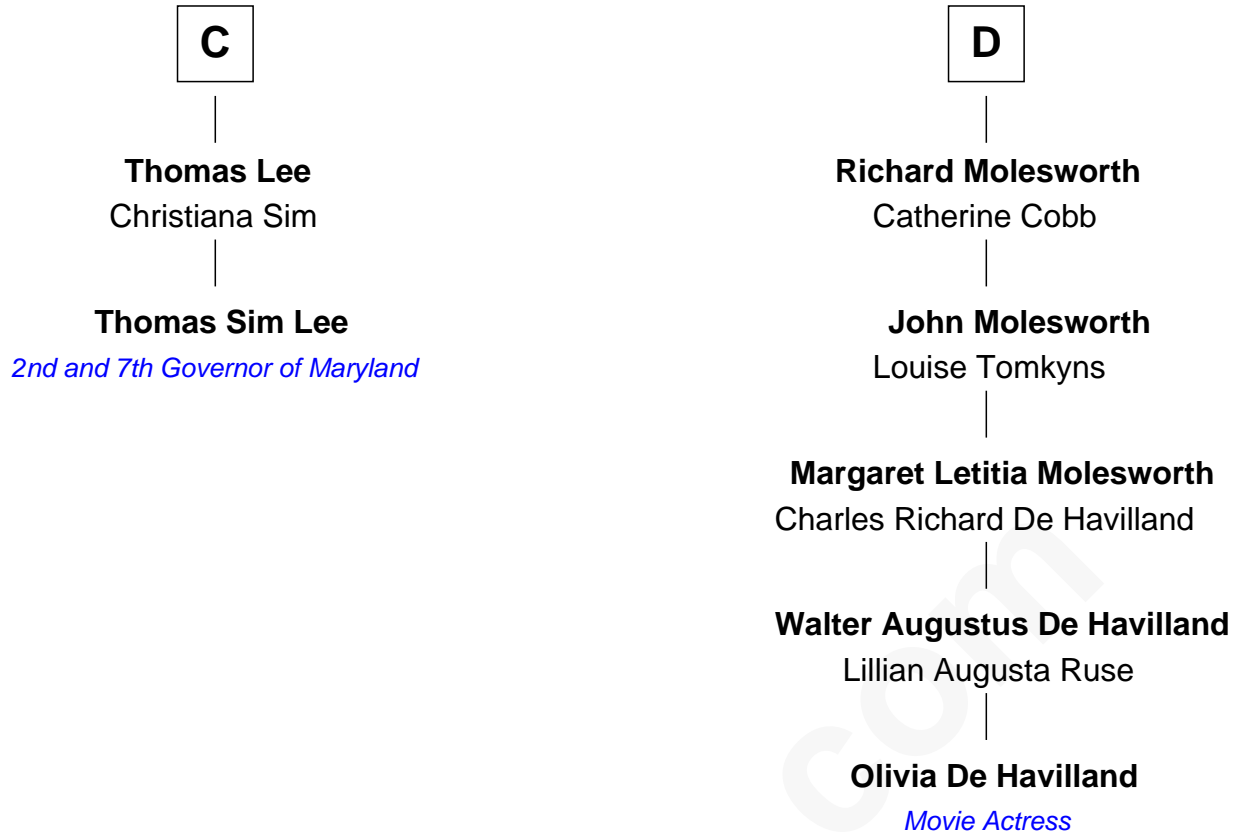 C
Thomas Lee
Christiana Sim
Thomas Sim Lee
2nd and 7th Governor of Maryland
D
Richard Molesworth
Catherine Cobb
John Molesworth
Louise Tomkyns
Margaret Letitia Molesworth
Charles Richard De Havilland
Walter Augustus De Havilland
Lillian Augusta Ruse
Olivia De Havilland
Movie Actress
com